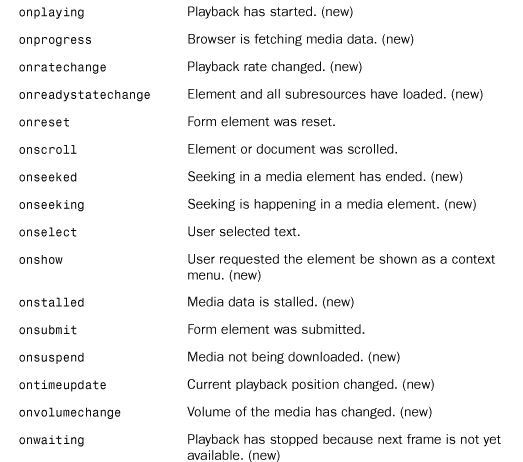 onplaying Playback has started. (new)
onprogress Browser is fetching media data. (new)
onratechange Playback rate changed. (new)
onreadystatechange Element and all subresources have loaded. (new)
onreset Form element was reset.
onscroll Element or document was scrolled.
onseeked Seeking in a media element has ended. (new)
onseeking Seeking is happening in a media element. (new)
onselect User selected text.
onshow User requested the element be shown as a context
menu. (new)
onstalled Media data is stalled. (new)
onsubmit Form element was submitted.
onsuspend Media not being downloaded. (new)
ontimeupdate Current playback position changed. (new)
onvolumechange Volume of the media has changed. (new)
onwaiting Playback has stopped because next frame is not yet
available. (new)